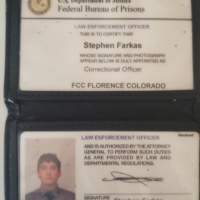 U.S. Department of Justice
Federal Bureau of Prisons
LAW ENFORCEMENT OFFICER
THIS IS TO CERTIFY THAT
Stephen Farkas
WHOSE SIGNATURE AND PHOTOGRAPH
APPEAR BELOW IS DULY APPOINTED AS
Correctional Officer
FCC FLORENCE COLORADO
LAW ENFORCEMENT OFFICER
AND IS AUTHORIZED BY THE ATTORNEY
GENERAL TO PERFORM SUCH DUTIES
AS ARE PROVIDED BY LAW AND
DEPARTMENTAL REGULATIONS.
SIGNATURE